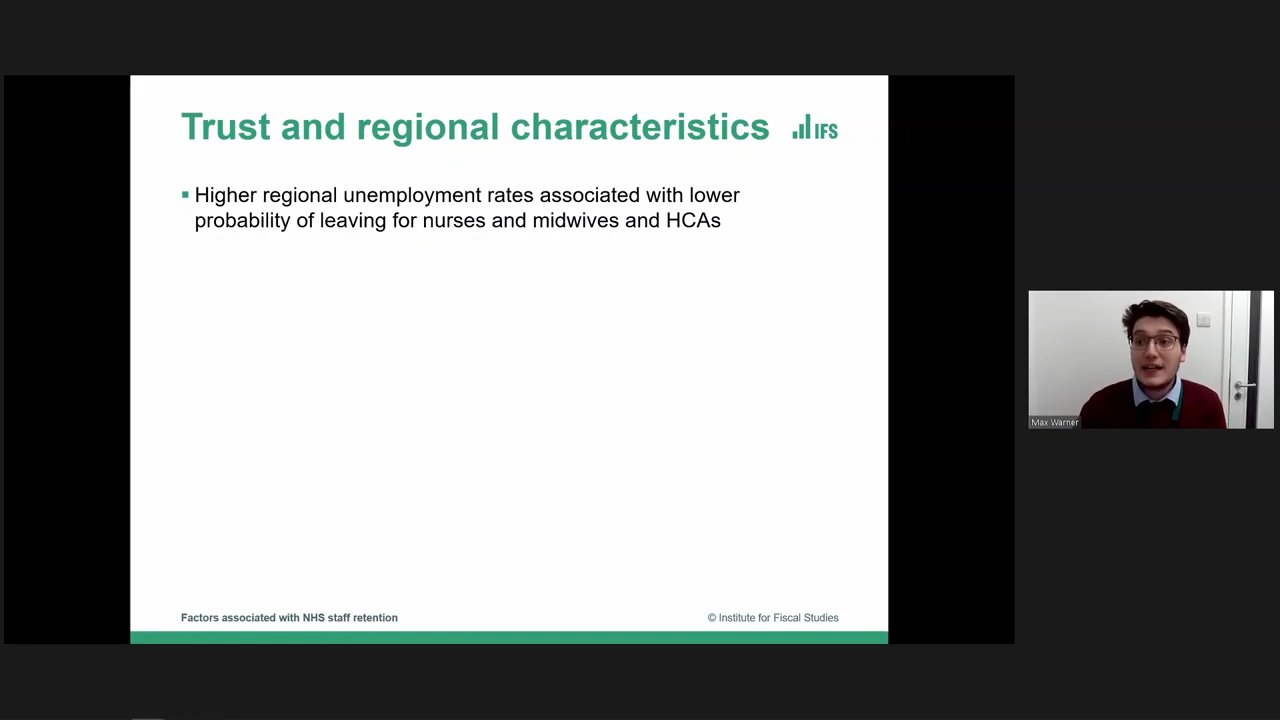 Trust and regional characteristics
IFS
Higher regional unemployment rates associated with lower
probability of leaving for nurses and midwives and HCAs
Factors associated with NHS staff retention
© Institute for Fiscal Studies
Max Warner